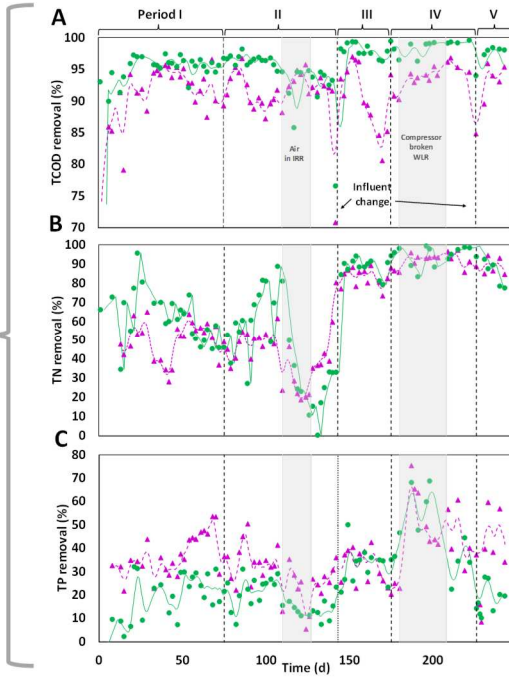 A
Period I
II
III
IV
V
TCOD removal (%)
100
95
90
85
80
75
70
Air
in IRR
Compressor
broken
WLR
Influent
change
B
TN removal (%)
100
90
80
70
60
50
40
30
20
10
0
C
TP removal (%)
80
70
60
50
40
30
20
10
0
0
50
100
150
200
Time (d)